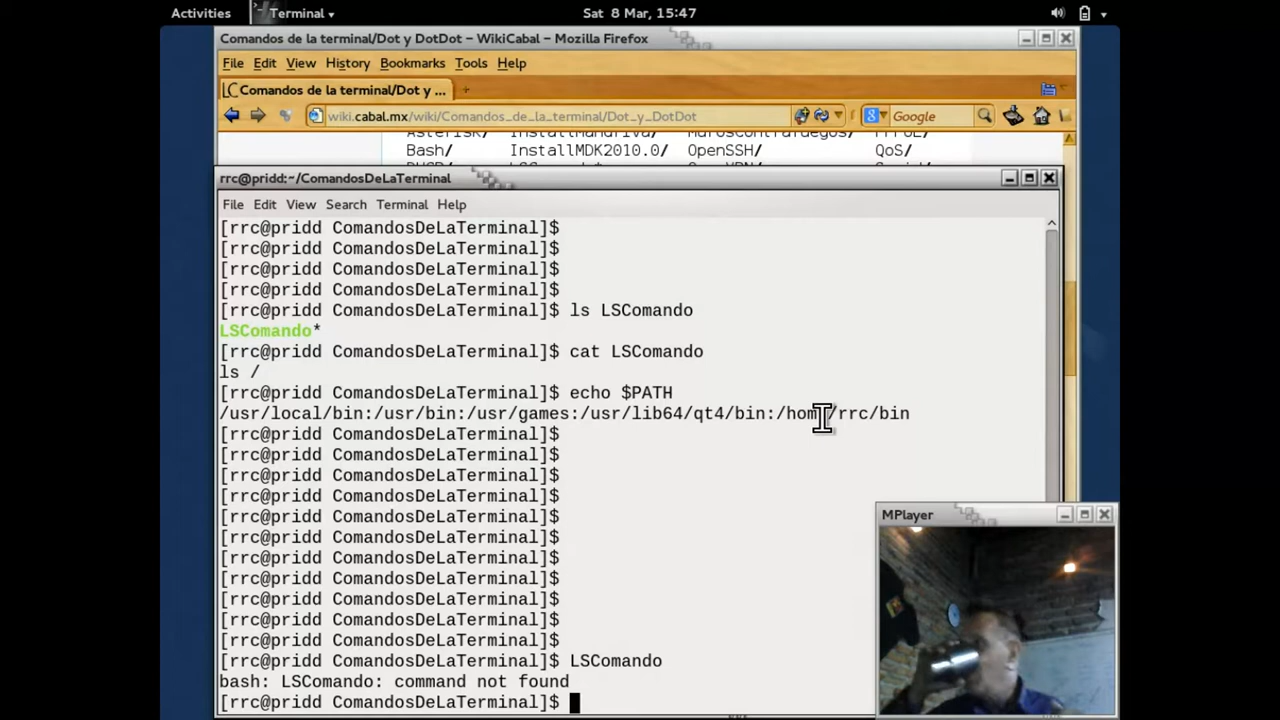 Activities Terminal Sat 8 Mar, 15:47
Comandos de la terminal/Dot y DotDot – WikiCabal – Mozilla Firefox
File Edit View History Bookmarks Tools Help
Comandos de la terminal/Dot y ...
wiki.cabal.mx/wiki/Comandos_de_la_terminal/Dot_y_DotDot Google
Asterisk/ InstallMandriva/
Bash/ InstallMDK2010.0/ OpenSSH/ QoS/
rrc@pridd:~/ComandosDeLaTerminal
File Edit View Search Terminal Help
[rrc@pridd ComandosDeLaTerminal]$
[rrc@pridd ComandosDeLaTerminal]$
[rrc@pridd ComandosDeLaTerminal]$
[rrc@pridd ComandosDeLaTerminal]$
[rrc@pridd ComandosDeLaTerminal]$ ls LSComando
LSComando*
[rrc@pridd ComandosDeLaTerminal]$ cat LSComando
ls /
[rrc@pridd ComandosDeLaTerminal]$ echo $PATH
/usr/local/bin:/usr/bin:/usr/games:/usr/lib64/qt4/bin:/home/rrc/bin
[rrc@pridd ComandosDeLaTerminal]$
[rrc@pridd ComandosDeLaTerminal]$
[rrc@pridd ComandosDeLaTerminal]$
[rrc@pridd ComandosDeLaTerminal]$
[rrc@pridd ComandosDeLaTerminal]$
[rrc@pridd ComandosDeLaTerminal]$
[rrc@pridd ComandosDeLaTerminal]$
[rrc@pridd ComandosDeLaTerminal]$
[rrc@pridd ComandosDeLaTerminal]$
[rrc@pridd ComandosDeLaTerminal]$
[rrc@pridd ComandosDeLaTerminal]$
[rrc@pridd ComandosDeLaTerminal]$ LSComando
bash: LSComando: command not found
[rrc@pridd ComandosDeLaTerminal]$
MPlayer